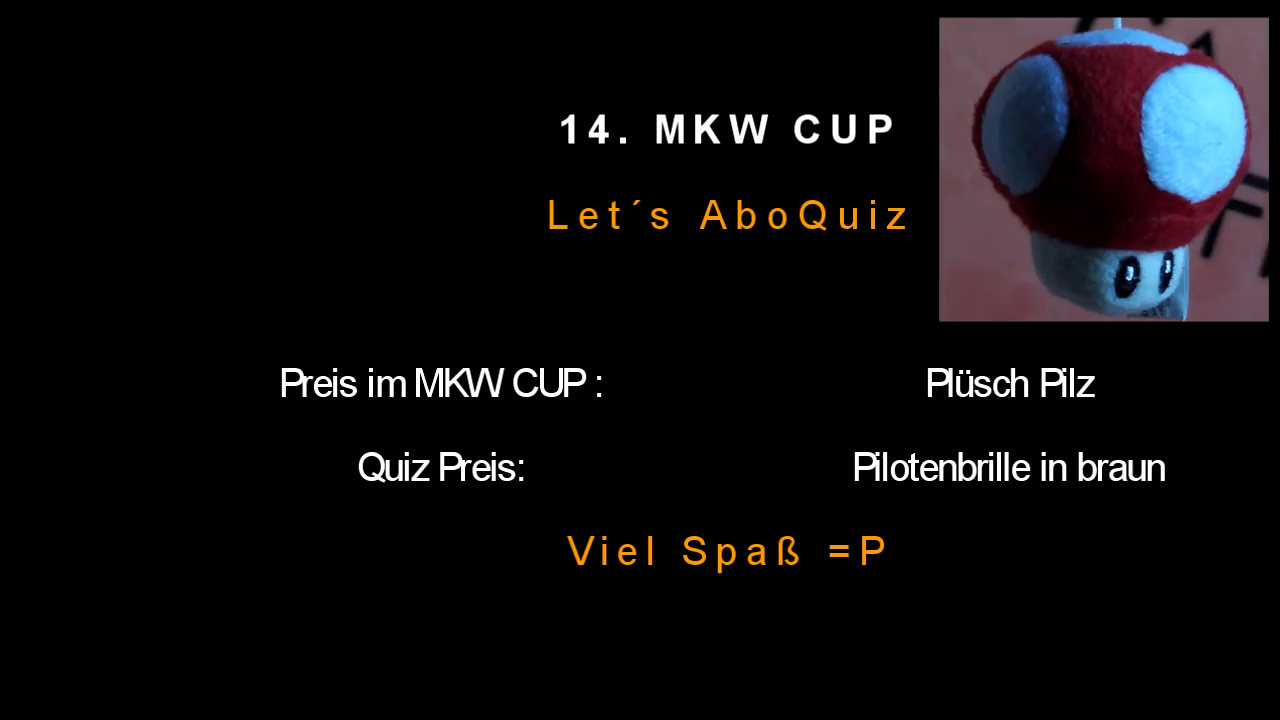 14. MKW CUP
Let´s AboQuiz
Preis im MKW CUP : Plüsch Pilz
Quiz Preis: Pilotenbrille in braun
Viel Spaß =P